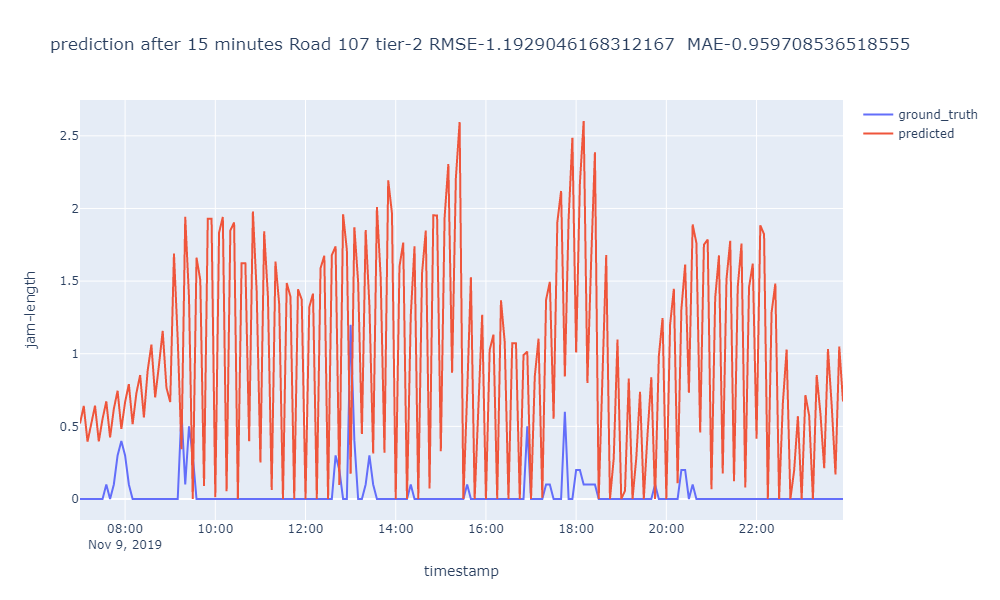 prediction after 15 minutes Road 107 tier-2 RMSE-1.1929046168312167  MAE-0.959708536518555
ground_truth
predicted
2.5
2
1.5
1
0.5
0
jam-length
08:00 10:00 12:00 14:00 16:00 18:00 20:00 22:00
Nov 9, 2019
timestamp